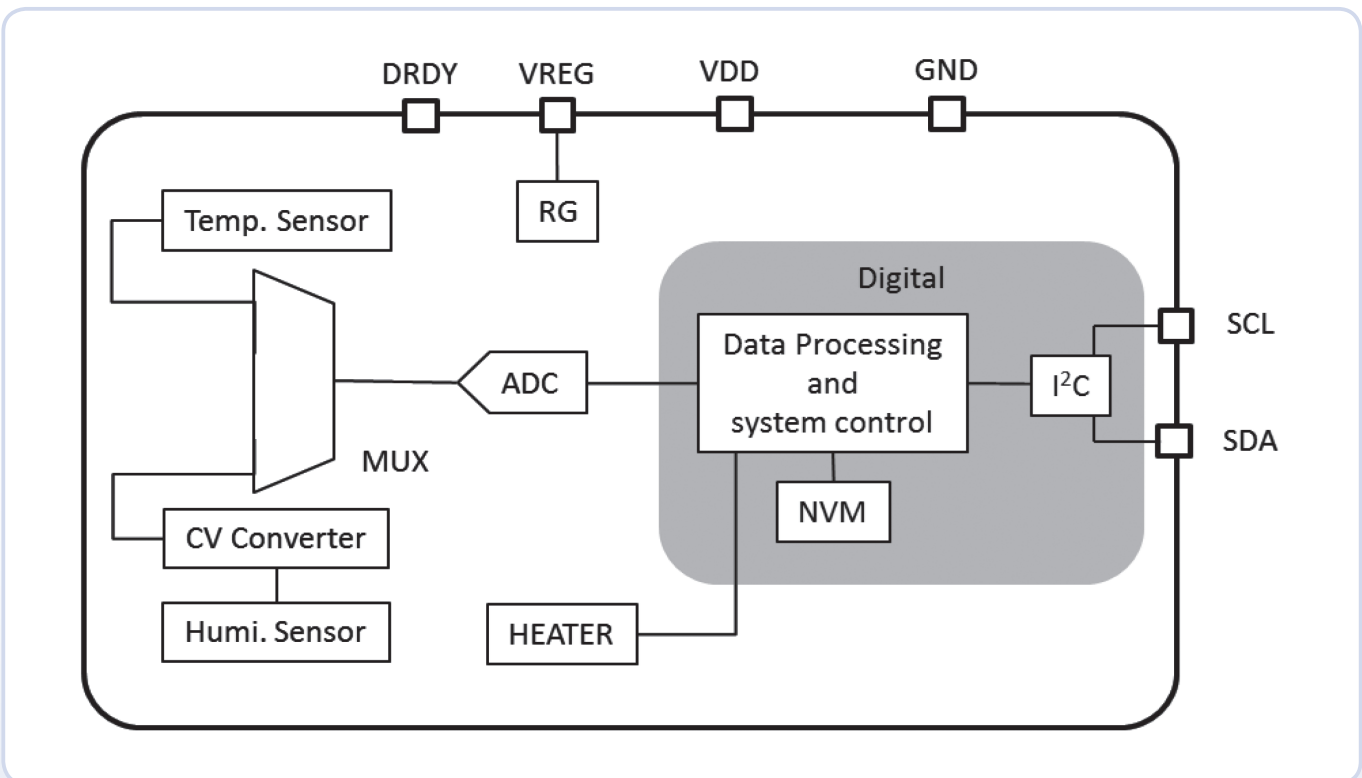 DRDY
VREG
VDD
GND
RG
Temp. Sensor
Digital
Data Processing
and
system control
SCL
ADC
I²C
SDA
MUX
NVM
CV Converter
Humi. Sensor
HEATER